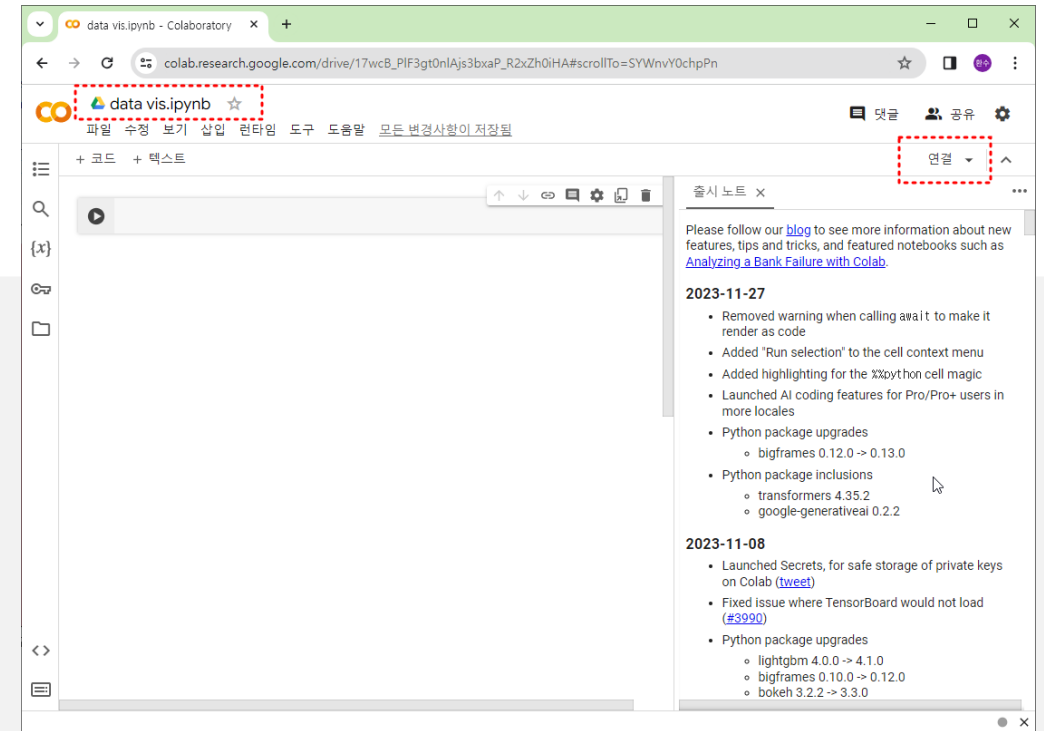 data vis.ipynb - Colaboratory
colab.research.google.com/drive/17wcB_PlF3gt0nlAjs3bxaP_R2xZh0iHA#scrollTo=SYWnvY0chpPn
한수
data vis.ipynb
댓글 공유
파일 수정 보기 삽입 런타임 도구 도움말 모든 변경사항이 저장됨
+ 코드 + 텍스트
연결
출시 노트
{x}
Please follow our blog to see more information about new
features, tips and tricks, and featured notebooks such as
Analyzing a Bank Failure with Colab.
2023-11-27
• Removed warning when calling await to make it
render as code
• Added "Run selection" to the cell context menu
• Added highlighting for the %%python cell magic
• Launched AI coding features for Pro/Pro+ users in
more locales
• Python package upgrades
◦ bigframes 0.12.0 -> 0.13.0
• Python package inclusions
◦ transformers 4.35.2
◦ google-generativeai 0.2.2
2023-11-08
• Launched Secrets, for safe storage of private keys
on Colab (tweet)
• Fixed issue where TensorBoard would not load
(#3990)
• Python package upgrades
◦ lightgbm 4.0.0 -> 4.1.0
◦ bigframes 0.10.0 -> 0.12.0
◦ bokeh 3.2.2 -> 3.3.0